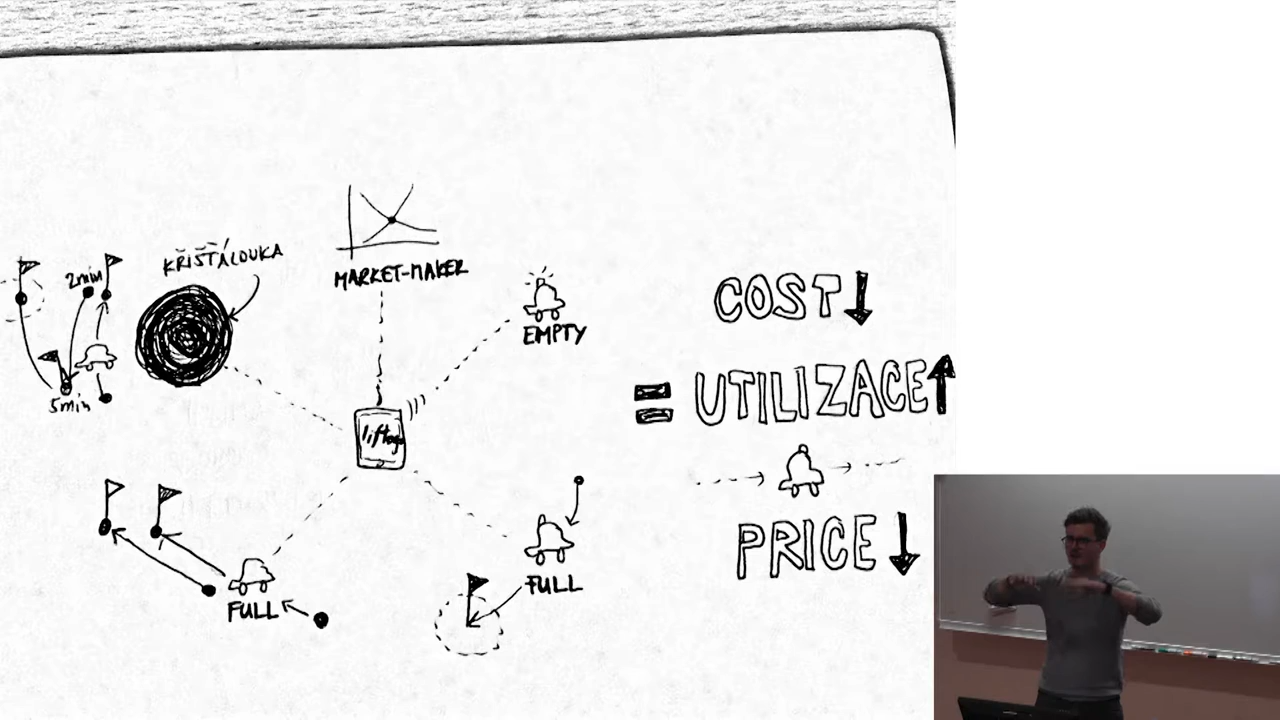 KŘIŠŤÁLOUKA
MARKET-MAKER
2min
5min
EMPTY
liftago
FULL
FULL
COST
= UTILIZACE
PRICE